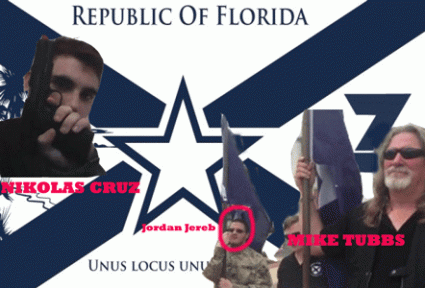 REPUBLIC OF FLORIDA
NIKOLAS CRUZ
Jordan Jereb
MIKE TUBBS
UNUS LOCUS UNU